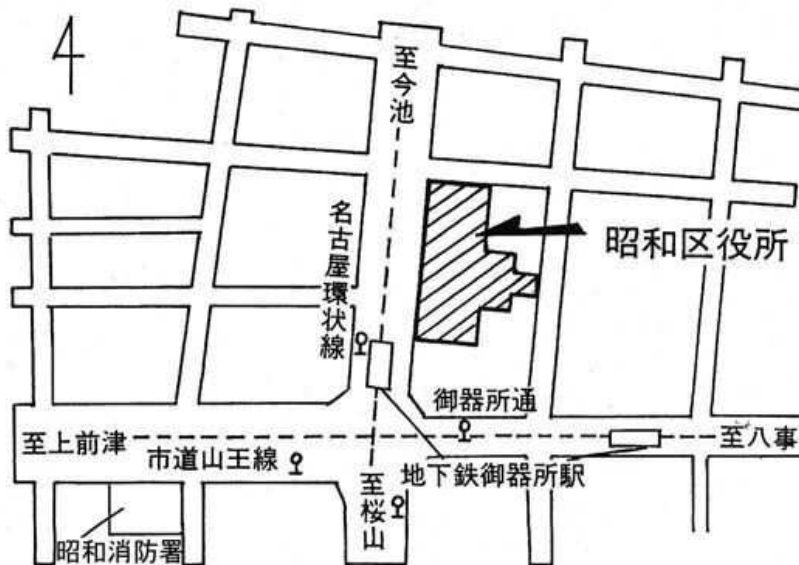 至今池
名古屋環状線
昭和区役所
御器所通
至上前津
至八事
市道山王線
地下鉄御器所駅
至桜山
昭和消防署